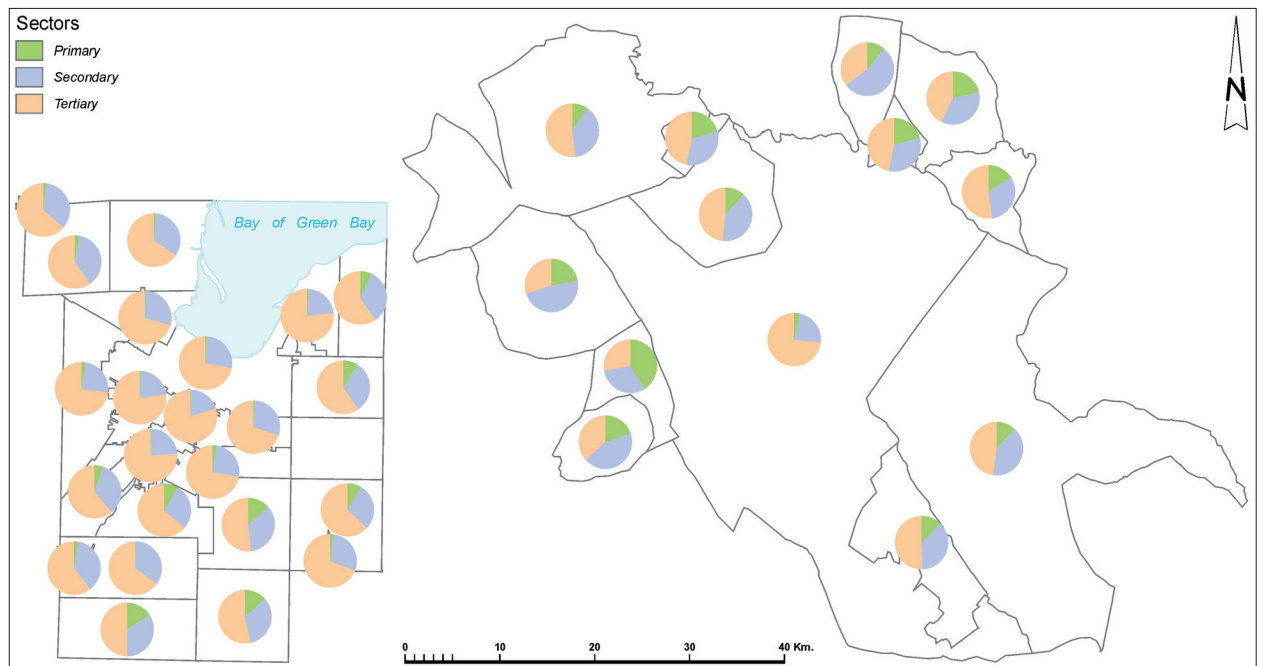 Sectors
Primary
Secondary
Tertiary
Bay of Green Bay
N
0 10 20 30 40 Km.